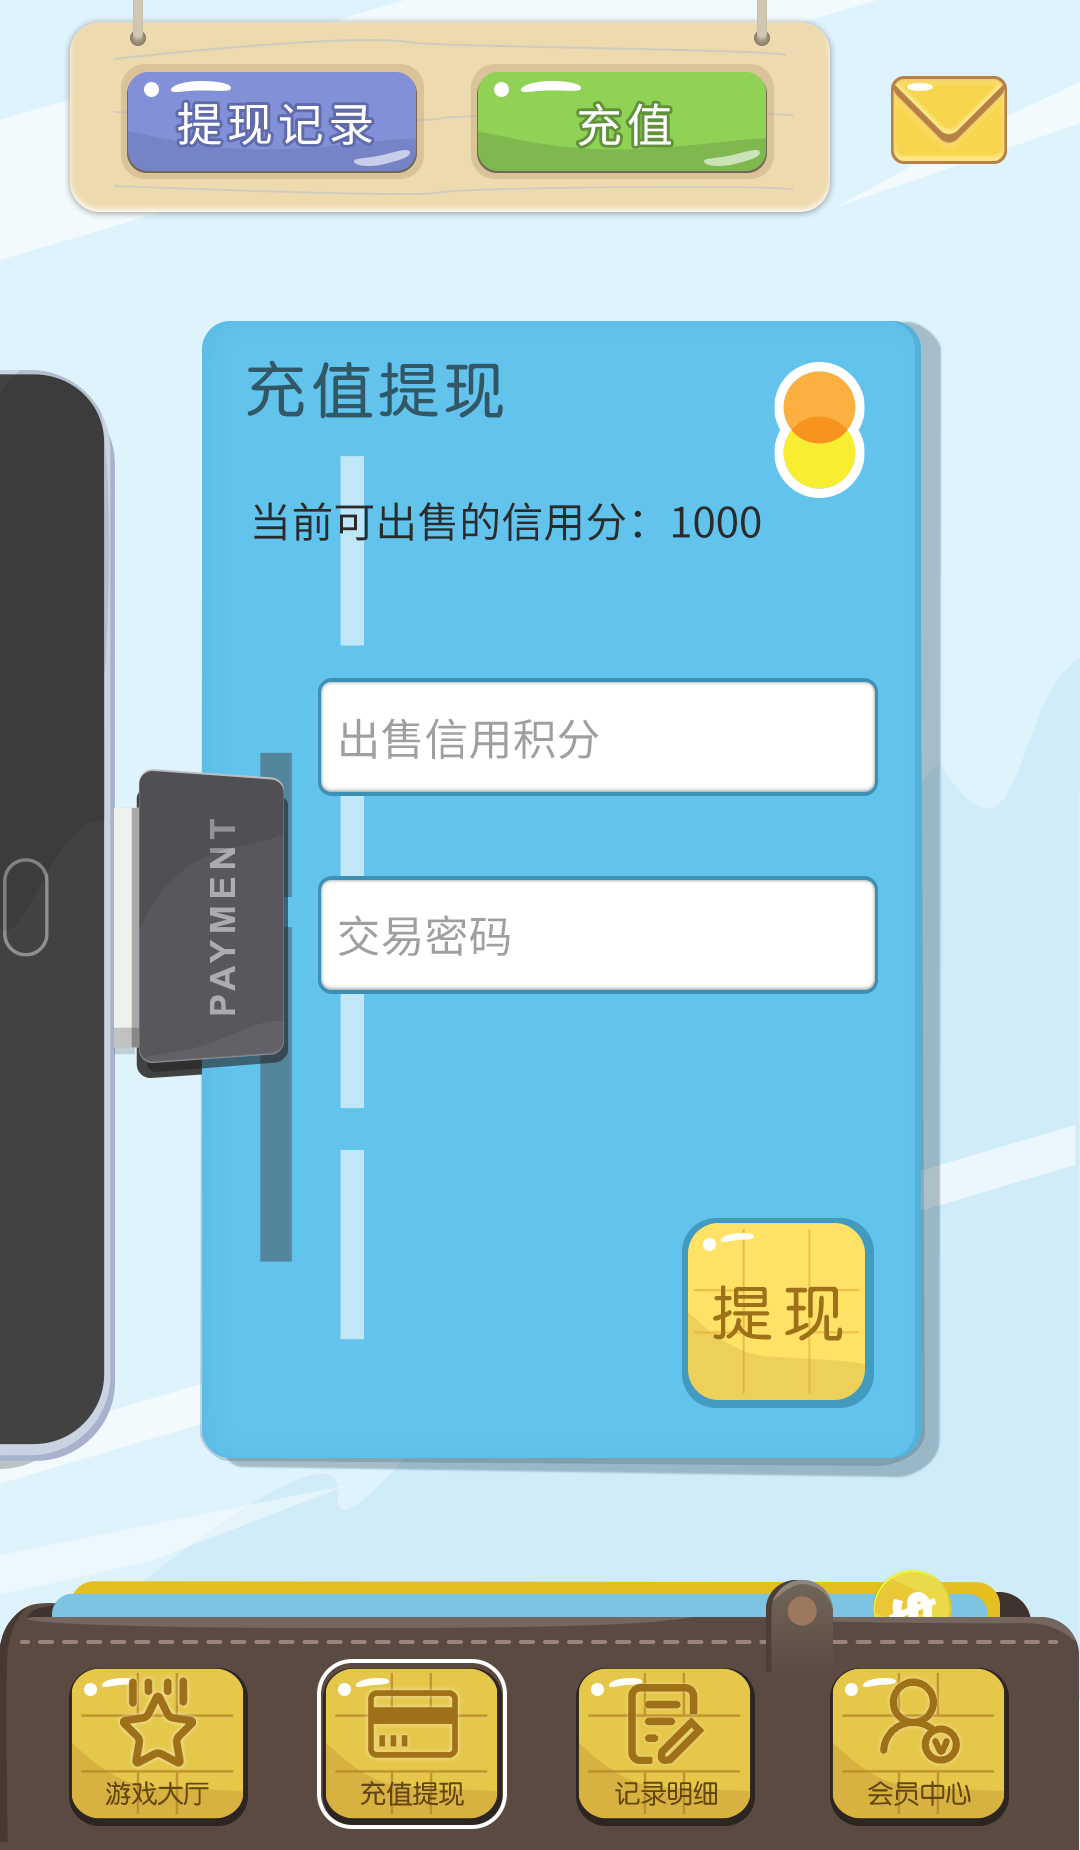 提现记录
充值
充值提现
当前可出售的信用分：1000
出售信用积分
PAYMENT
交易密码
提现
游戏大厅
充值提现
记录明细
会员中心